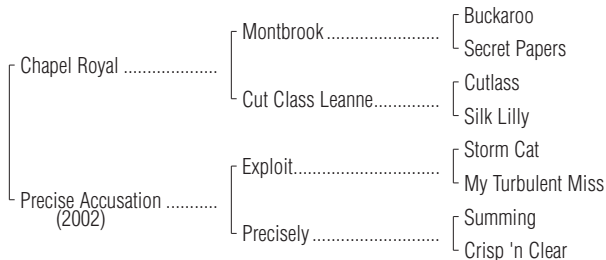 Buckaroo
Montbrook ........................
Secret Papers
Chapel Royal ....................
Cutlass
Cut Class Leanne..............
Silk Lilly
Storm Cat
Exploit...............................
My Turbulent Miss
Precise Accusation ...........
(2002)
Summing
Precisely ...........................
Crisp 'n Clear